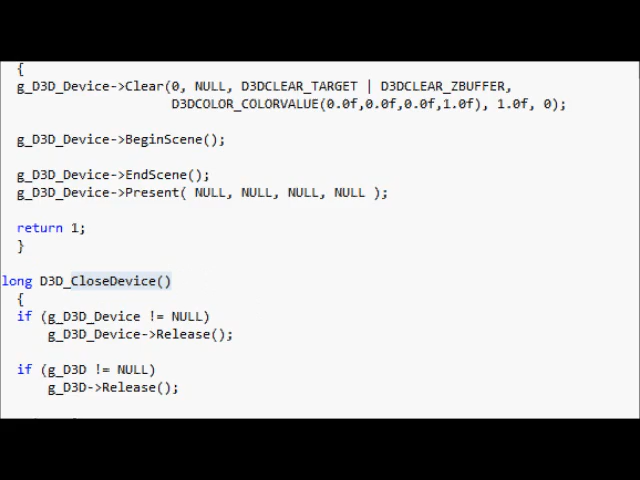 {
g_D3D_Device->Clear(0, NULL, D3DCLEAR_TARGET | D3DCLEAR_ZBUFFER,
D3DCOLOR_COLORVALUE(0.0f,0.0f,0.0f,1.0f), 1.0f, 0);
g_D3D_Device->BeginScene();
g_D3D_Device->EndScene();
g_D3D_Device->Present( NULL, NULL, NULL, NULL );
return 1;
}
long D3D_CloseDevice()
{
if (g_D3D_Device != NULL)
g_D3D_Device->Release();
if (g_D3D != NULL)
g_D3D->Release();